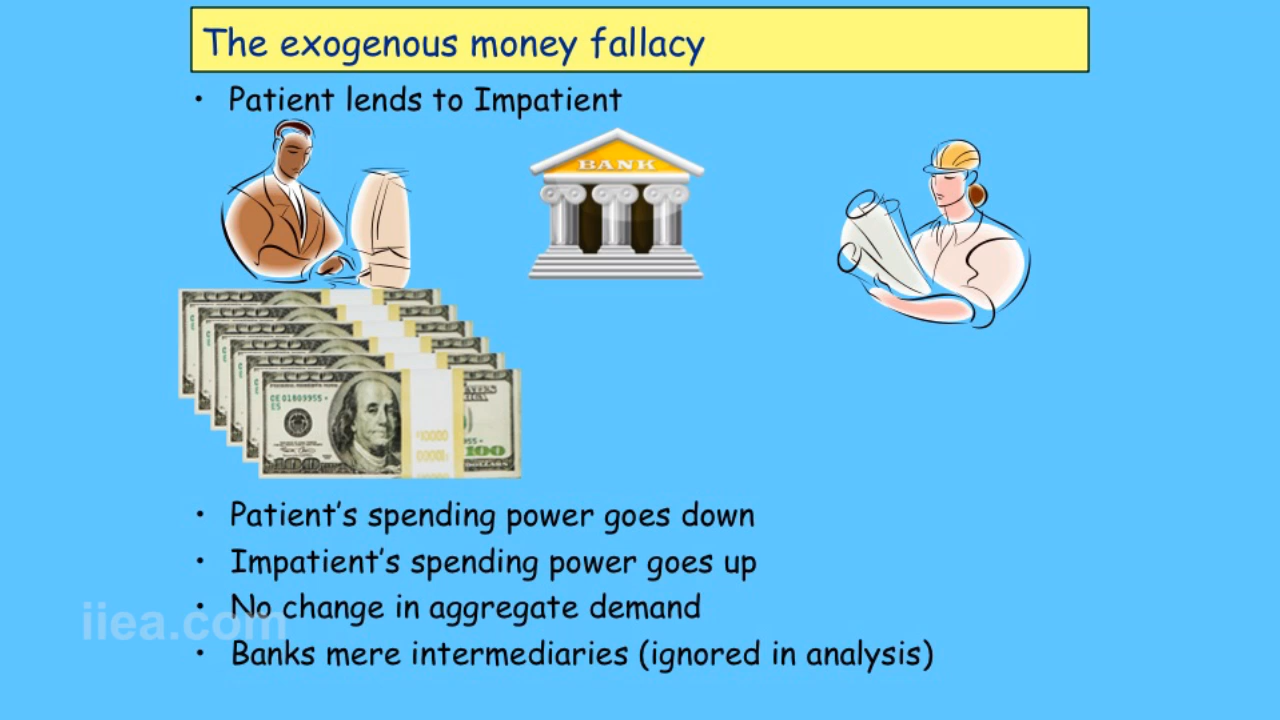 The exogenous money fallacy
• Patient lends to Impatient
BANK
100
• Patient's spending power goes down
• Impatient's spending power goes up
• No change in aggregate demand
• Banks mere intermediaries (ignored in analysis)
iiea.com